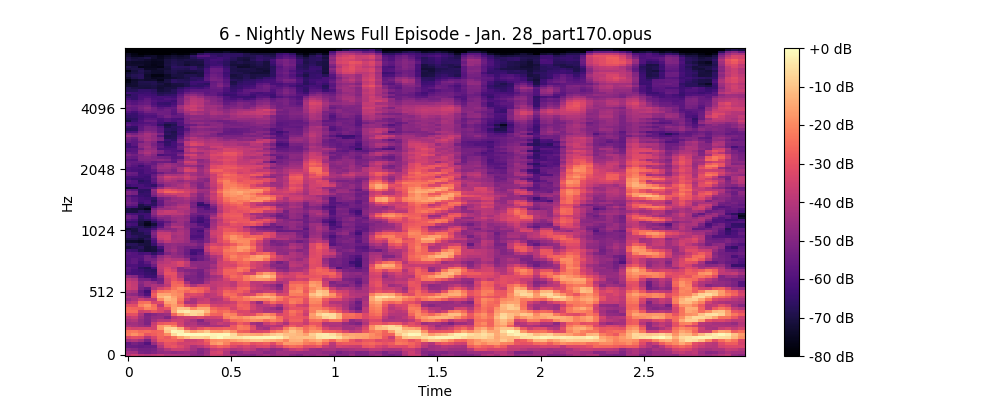 6 - Nightly News Full Episode - Jan. 28_part170.opus
Hz
4096
2048
1024
512
0
0
0.5
1
1.5
2
2.5
Time
+0 dB
-10 dB
-20 dB
-30 dB
-40 dB
-50 dB
-60 dB
-70 dB
-80 dB